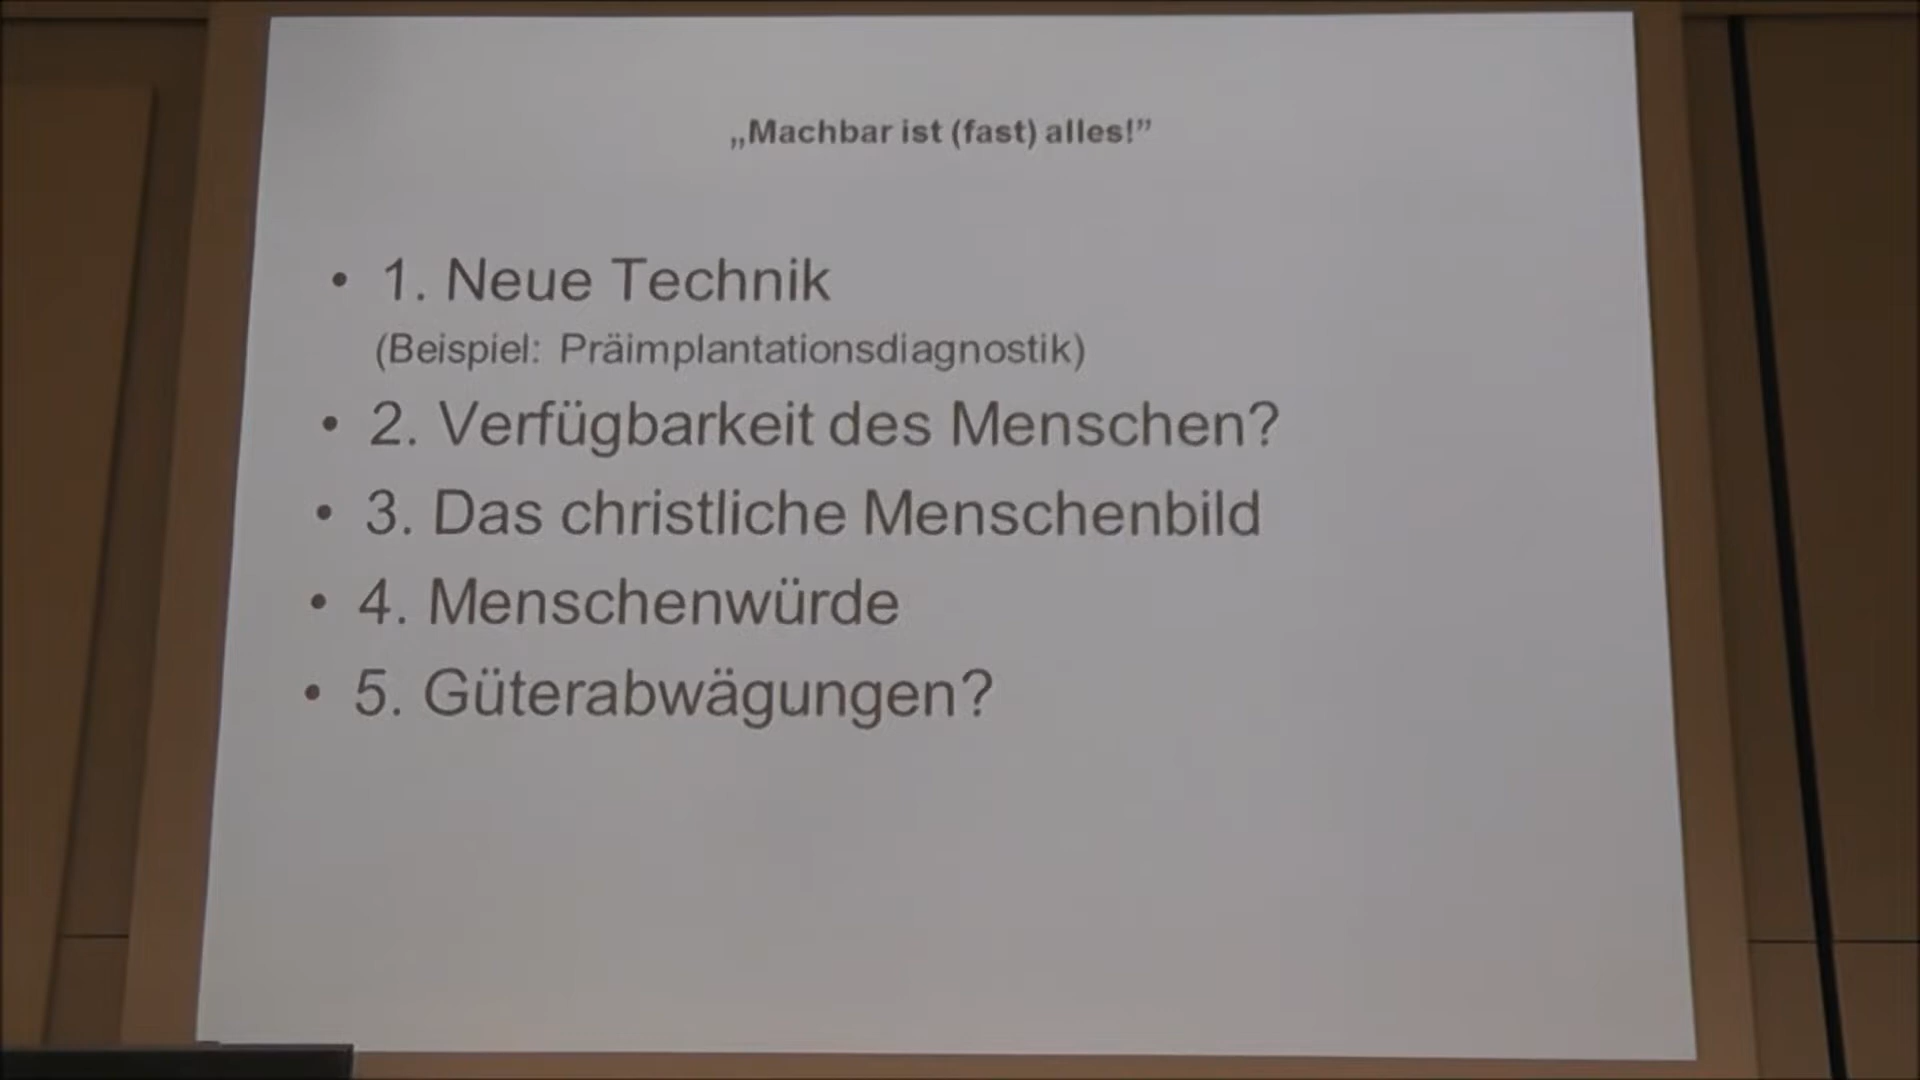 „Machbar ist (fast) alles!”
• 1. Neue Technik
(Beispiel: Präimplantationsdiagnostik)
• 2. Verfügbarkeit des Menschen?
• 3. Das christliche Menschenbild
• 4. Menschenwürde
• 5. Güterabwägungen?